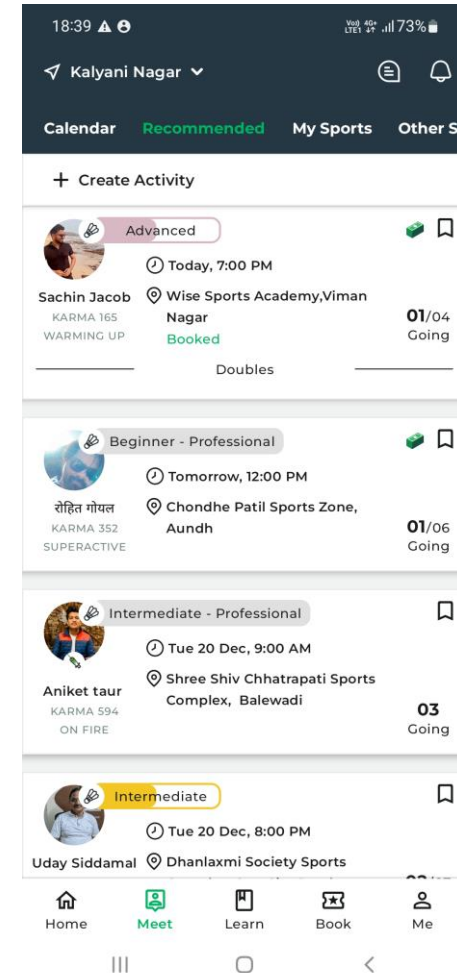 18:39
Vo)) 4G+
LTE1 73%
Kalyani Nagar
Calendar Recommended My Sports Other S
+ Create Activity
Advanced
Today, 7:00 PM
Sachin Jacob
KARMA 165
WARMING UP
Wise Sports Academy,Viman
Nagar
Booked
01/04
Going
Doubles
Beginner - Professional
Tomorrow, 12:00 PM
रोहित गोयल
KARMA 352
SUPERACTIVE
Chondhe Patil Sports Zone,
Aundh
01/06
Going
Intermediate - Professional
Tue 20 Dec, 9:00 AM
Aniket taur
KARMA 594
ON FIRE
Shree Shiv Chhatrapati Sports
Complex, Balewadi
03
Going
Intermediate
Tue 20 Dec, 8:00 PM
Uday Siddamal
Dhanlaxmi Society Sports
Home Meet Learn Book Me